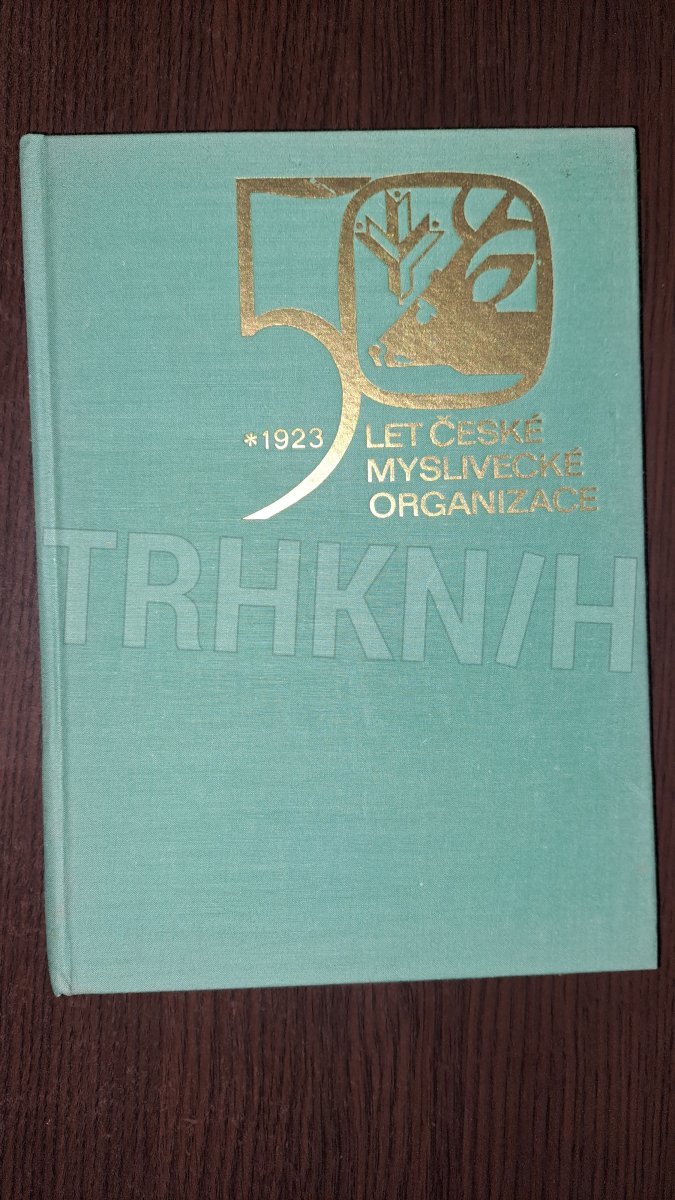 50
*1923
LET ČESKÉ
MYSLIVECKÉ
ORGANIZACE
TRHKN/H